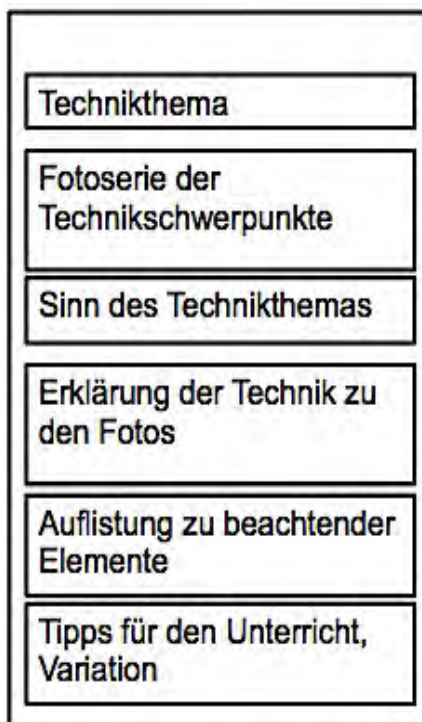 Technikthema
Fotoserie der
Technikschwerpunkte
Sinn des Technikthemas
Erklärung der Technik zu
den Fotos
Auflistung zu beachtender
Elemente
Tipps für den Unterricht,
Variation